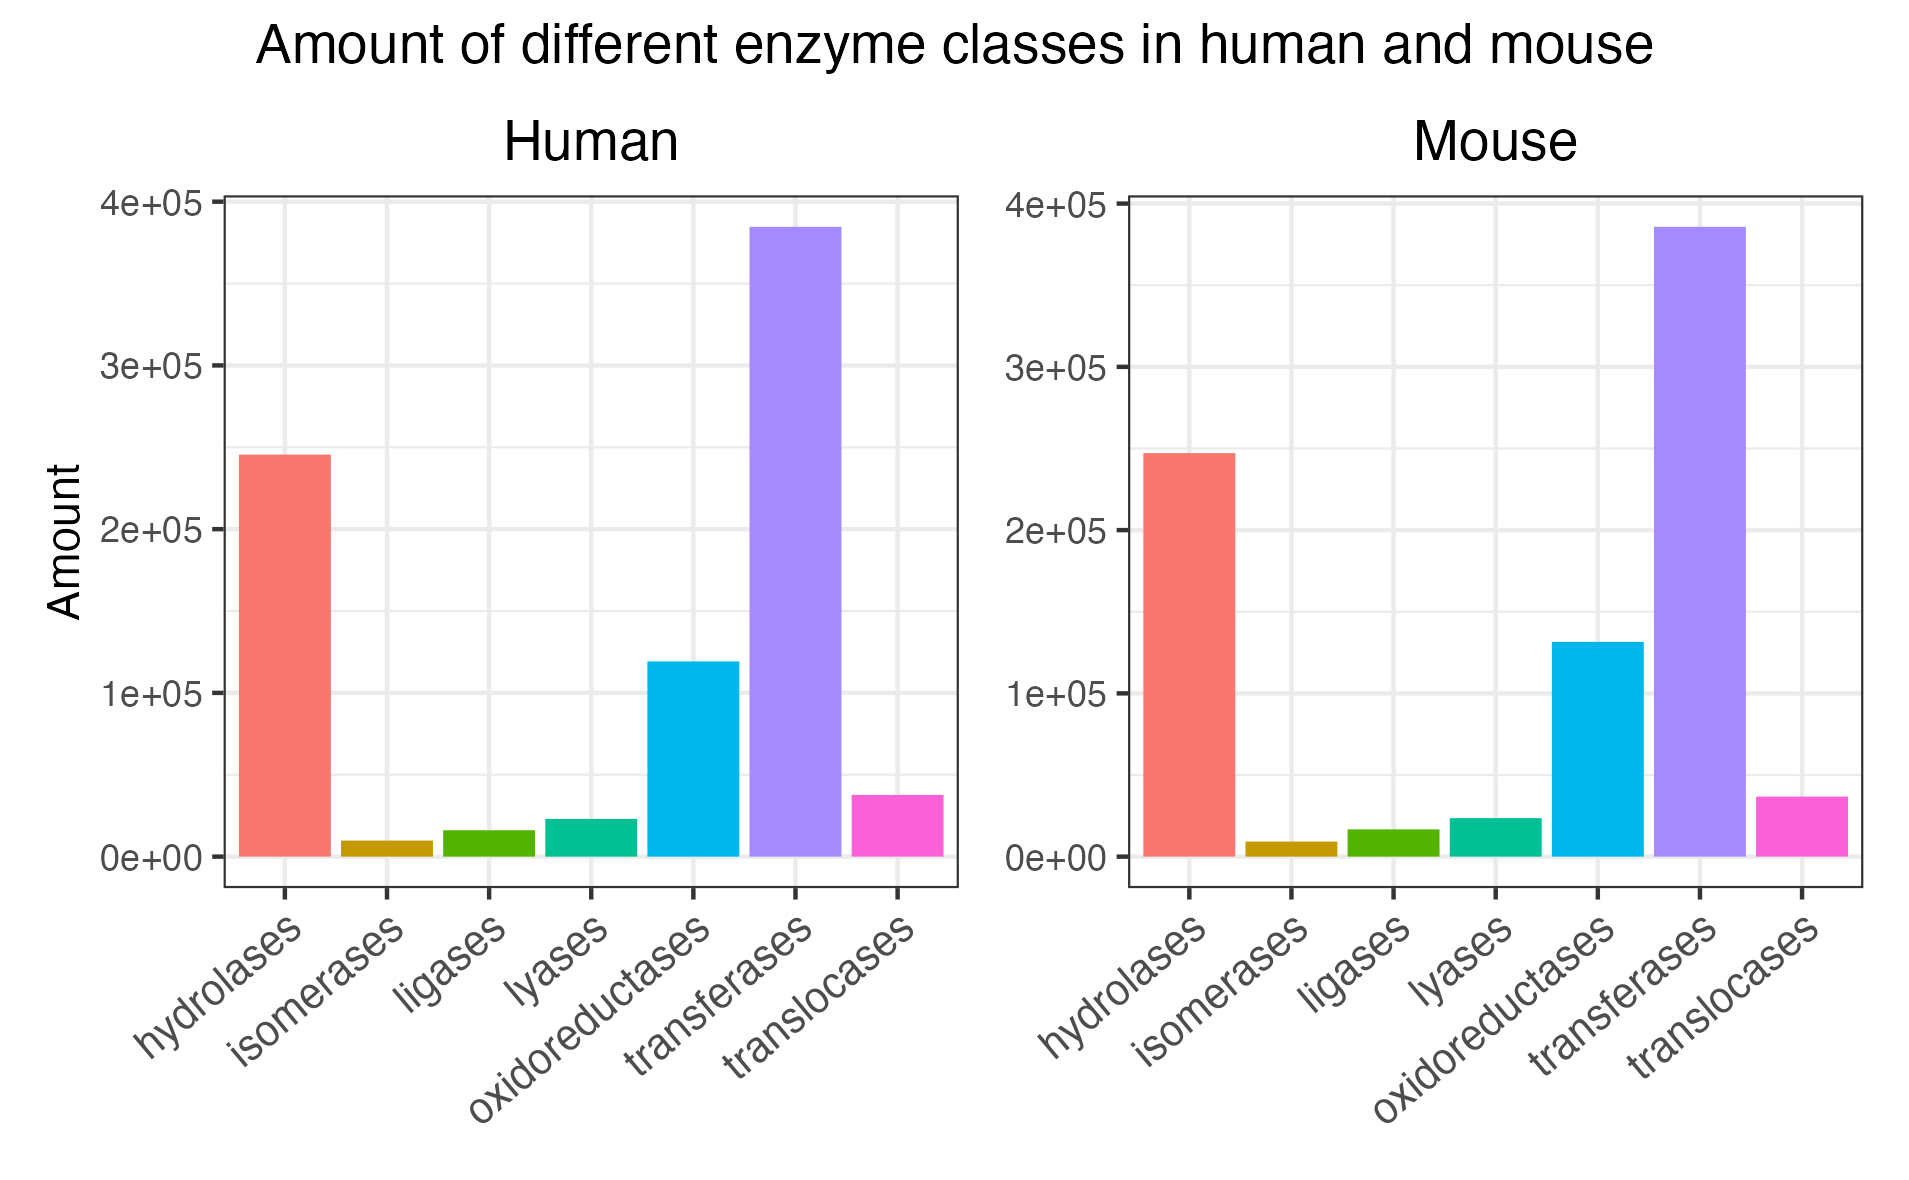 Amount of different enzyme classes in human and mouse
Human
Amount
4e+05
3e+05
2e+05
1e+05
0e+00
hydrolases
isomerases
ligases
lyases
oxidoreductases
transferases
translocases
Mouse
4e+05
3e+05
2e+05
1e+05
0e+00
hydrolases
isomerases
ligases
lyases
oxidoreductases
transferases
translocases